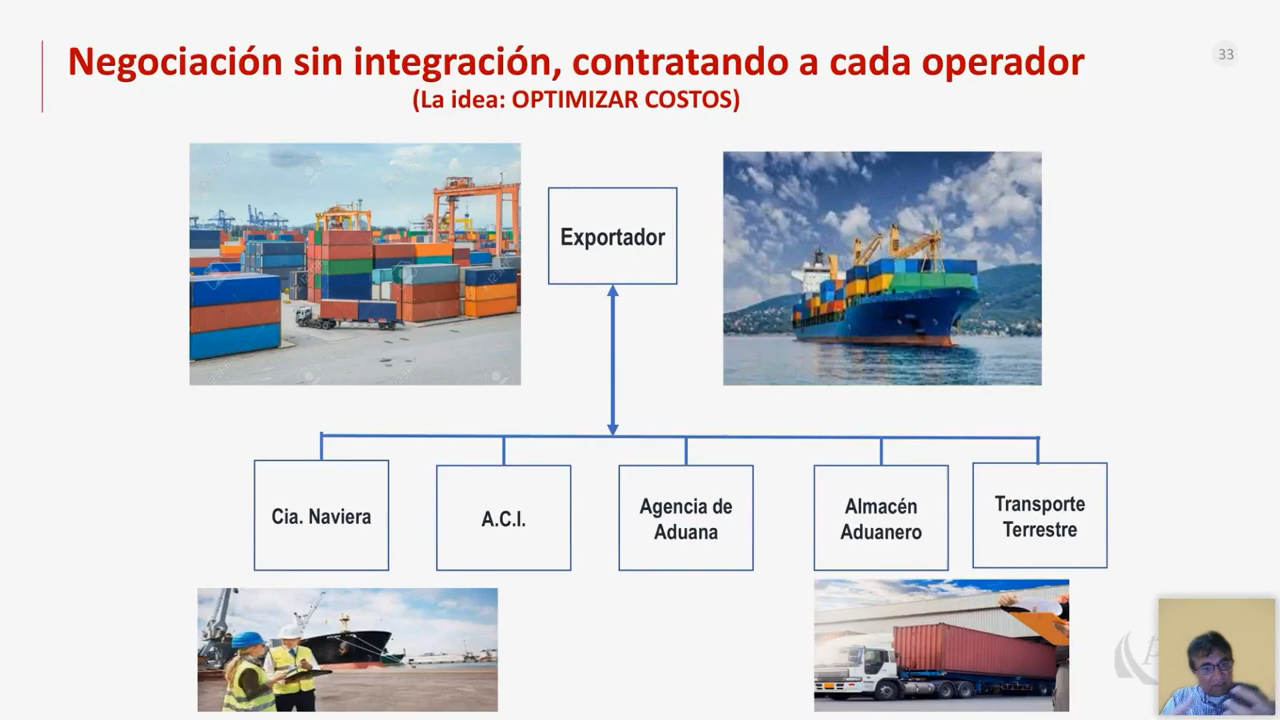 Negociación sin integración, contratando a cada operador
(La idea: OPTIMIZAR COSTOS)
33
Exportador
Cia. Naviera
A.C.I.
Agencia de
Aduana
Almacén
Aduanero
Transporte
Terrestre